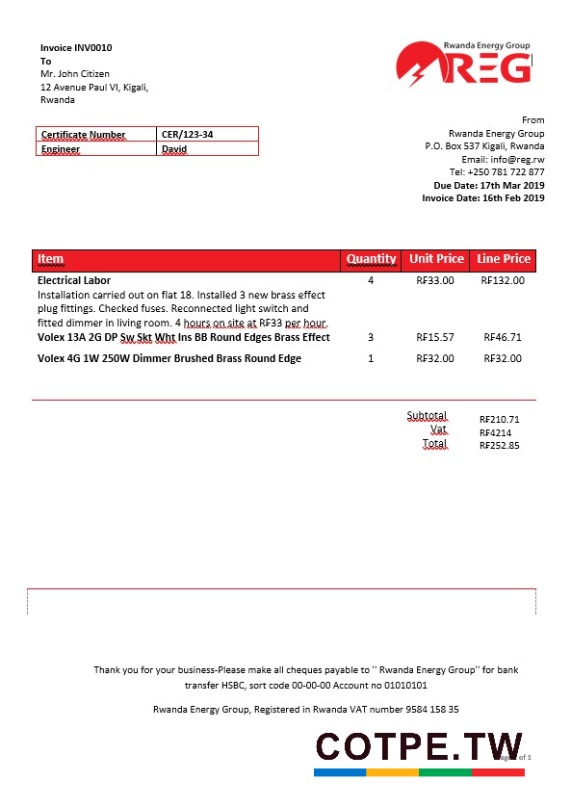 Invoice INV0010
To
Mr. John Citizen
12 Avenue Paul VI, Kigali,
Rwanda
Rwanda Energy Group
REG
Certificate Number CER/123-34
Engineer David
From
Rwanda Energy Group
P.O. Box 537 Kigali, Rwanda
Email: info@reg.rw
Tel: +250 781 722 877
Due Date: 17th Mar 2019
Invoice Date: 16th Feb 2019
Item Quantity Unit Price Line Price
Electrical Labor 4 RF33.00 RF132.00
Installation carried out on flat 18. Installed 3 new brass effect
plug fittings. Checked fuses. Reconnected light switch and
fitted dimmer in living room. 4 hours on site at RF33 per hour.
Volex 13A 2G DP Sw Skt Wht Ins BB Round Edges Brass Effect 3 RF15.57 RF46.71
Volex 4G 1W 250W Dimmer Brushed Brass Round Edge 1 RF32.00 RF32.00
Subtotal RF210.71
Vat RF4214
Total RF252.85
Thank you for your business-Please make all cheques payable to " Rwanda Energy Group" for bank
transfer HSBC, sort code 00-00-00 Account no 01010101
Rwanda Energy Group, Registered in Rwanda VAT number 9584 158 35
COTPE.TW
of 1